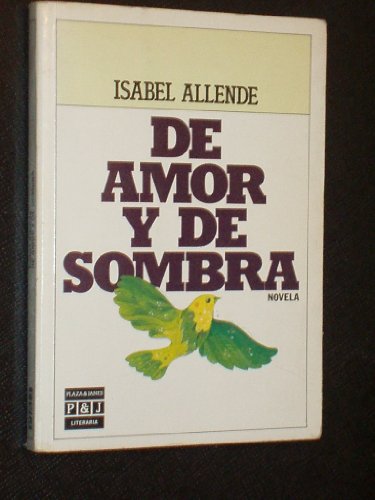 ISABEL ALLENDE
DE
AMOR
Y DE
SOMBRA
NOVELA
PLAZA & JANES
P&J
LITERARIA